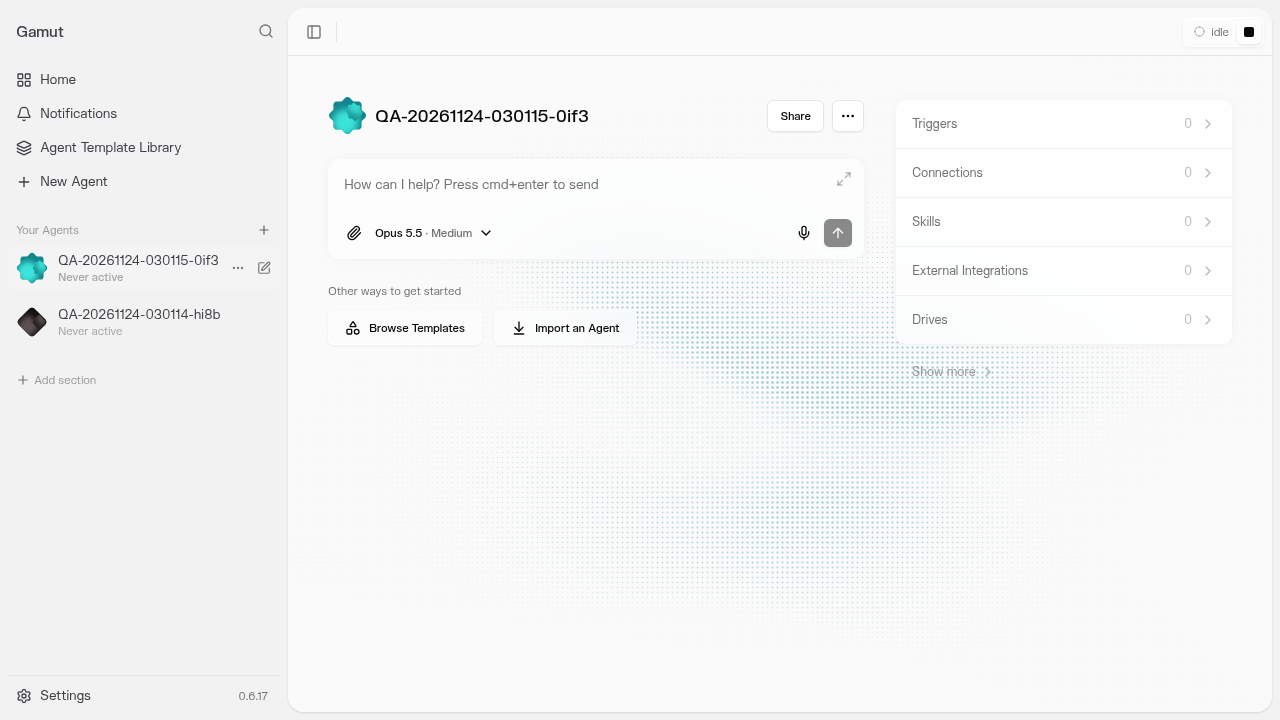 Gamut
Home
Notifications
Agent Template Library
New Agent
Your Agents
QA-20261124-030115-0if3
Never active
QA-20261124-030114-hi8b
Never active
Add section
Settings
0.6.17
idle
QA-20261124-030115-0if3
Share
How can I help? Press cmd+enter to send
Opus 5.5 · Medium
Other ways to get started
Browse Templates
Import an Agent
Triggers 0
Connections 0
Skills 0
External Integrations 0
Drives 0
Show more